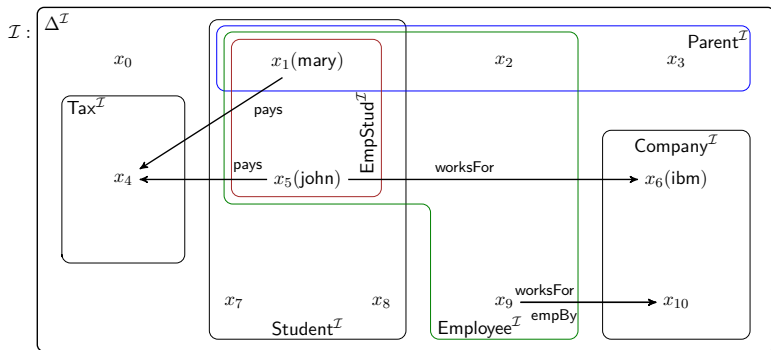 Δ^ℐ
ℐ :
Parent^ℐ
x₀ x₁(mary) x₂ x₃
Tax^ℐ
pays
EmpStud^ℐ
Company^ℐ
pays
worksFor
x₄ x₅(john) x₆(ibm)
worksFor
x₇ x₈ x₉ x₁₀
empBy
Student^ℐ Employee^ℐ